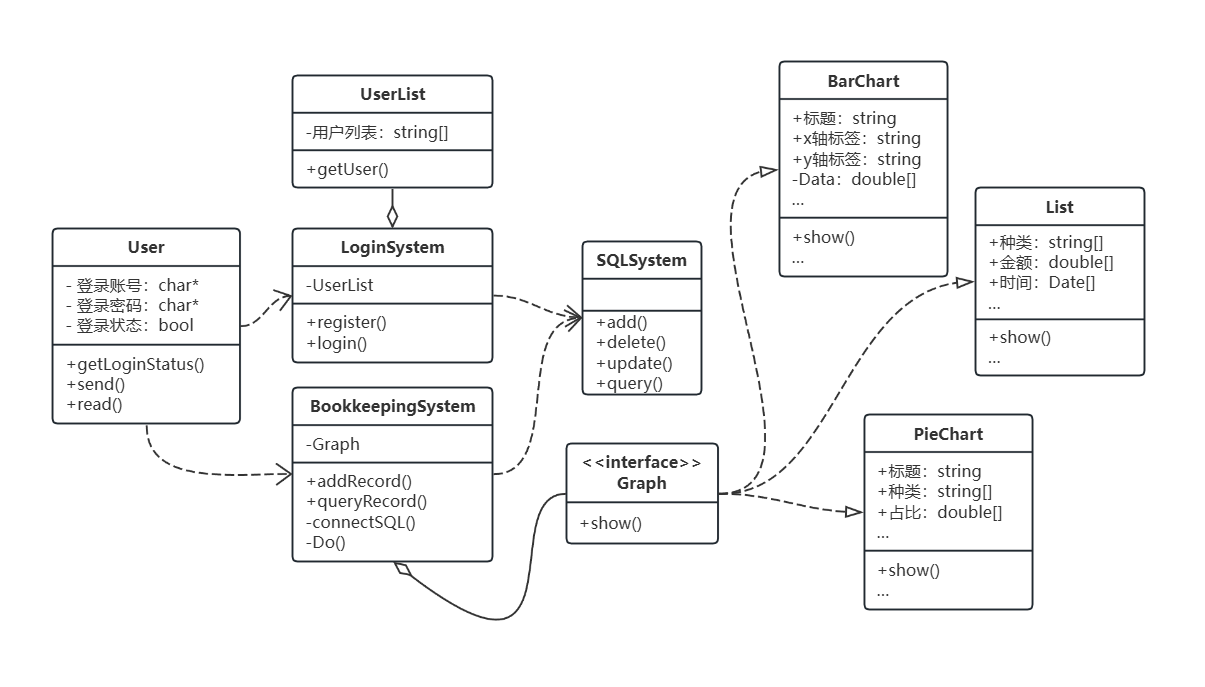 UserList
-用户列表：string[]
+getUser()
User
- 登录账号：char*
- 登录密码：char*
- 登录状态：bool
+getLoginStatus()
+send()
+read()
LoginSystem
-UserList
+register()
+login()
BookkeepingSystem
-Graph
+addRecord()
+queryRecord()
-connectSQL()
-Do()
SQLSystem
+add()
+delete()
+update()
+query()
<<interface>>
Graph
+show()
BarChart
+标题：string
+x轴标签：string
+y轴标签：string
-Data：double[]
...
+show()
...
List
+种类：string[]
+金额：double[]
+时间：Date[]
...
+show()
...
PieChart
+标题：string
+种类：string[]
+占比：double[]
...
+show()
...